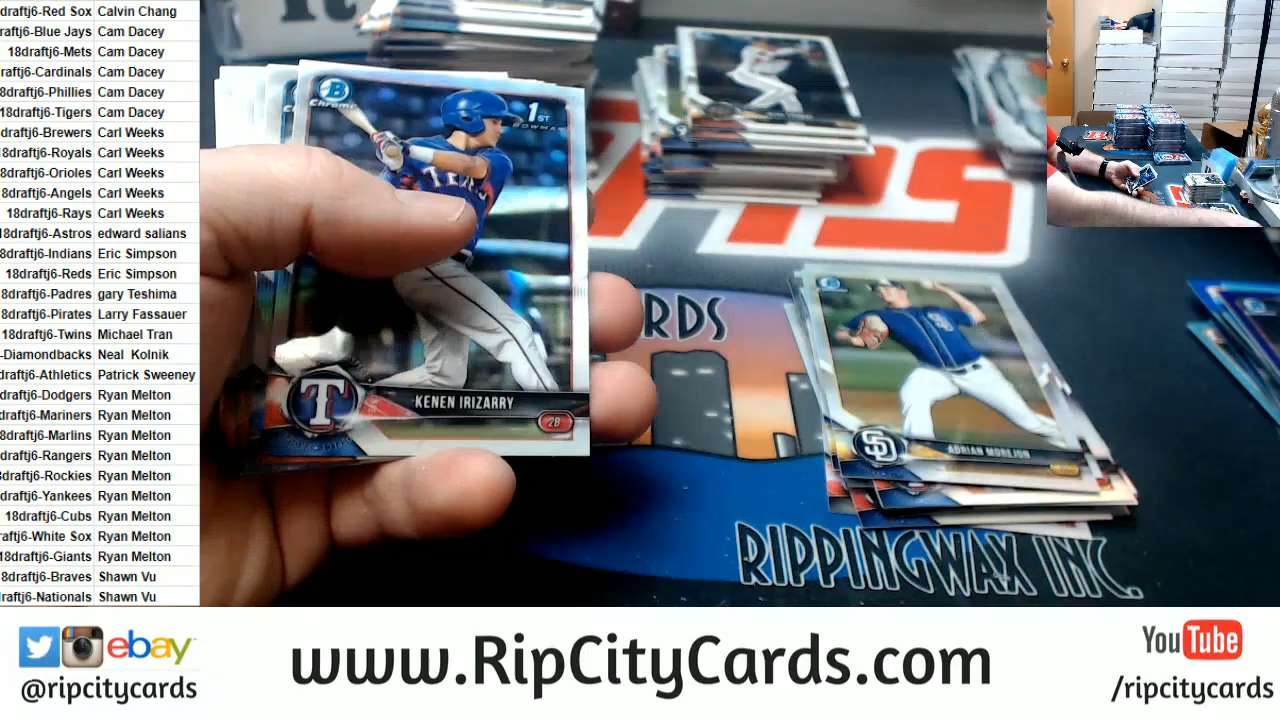 draftj6-Red Sox Calvin Chang
raftj6-Blue Jays Cam Dacey
18draftj6-Mets Cam Dacey
raftj6-Cardinals Cam Dacey
8draftj6-Phillies Cam Dacey
18draftj6-Tigers Cam Dacey
draftj6-Brewers Carl Weeks
8draftj6-Royals Carl Weeks
8draftj6-Orioles Carl Weeks
8draftj6-Angels Carl Weeks
18draftj6-Rays Carl Weeks
8draftj6-Astros edward salians
8draftj6-Indians Eric Simpson
18draftj6-Reds Eric Simpson
8draftj6-Padres gary Teshima
8draftj6-Pirates Larry Fassauer
18draftj6-Twins Michael Tran
-Diamondbacks Neal Kolnik
draftj6-Athletics Patrick Sweeney
draftj6-Dodgers Ryan Melton
draftj6-Mariners Ryan Melton
8draftj6-Marlins Ryan Melton
draftj6-Rangers Ryan Melton
8draftj6-Rockies Ryan Melton
draftj6-Yankees Ryan Melton
18draftj6-Cubs Ryan Melton
raftj6-White Sox Ryan Melton
18draftj6-Giants Ryan Melton
8draftj6-Braves Shawn Vu
raftj6-Nationals Shawn Vu
B
Chrome
1ST
BOWMAN
TEX
T
KENEN IRIZARRY
2B
SD
ADRIAN MOREJON
RDS
RIPPINGWAX INC.
ebay
@ripcitycards
www.RipCityCards.com
YouTube
/ripcitycards